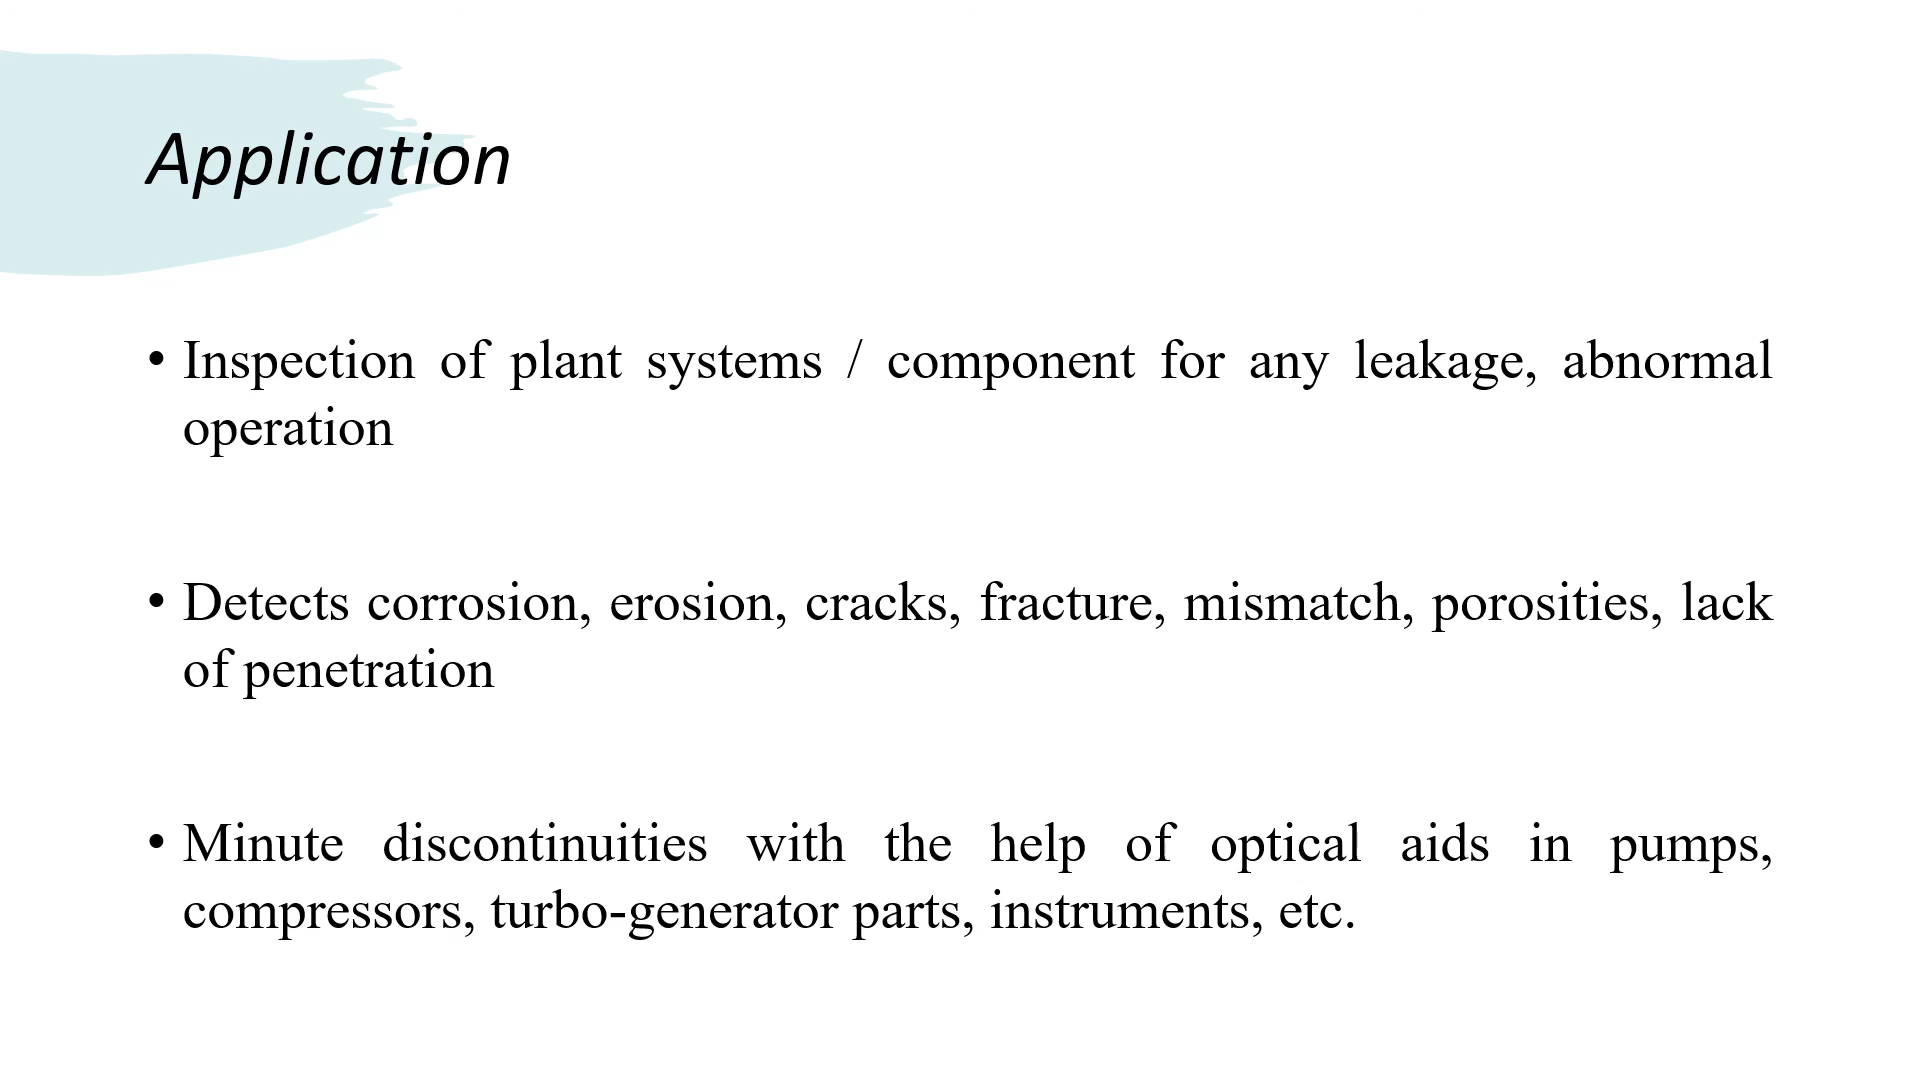 Application
• Inspection of plant systems / component for any leakage, abnormal
operation
• Detects corrosion, erosion, cracks, fracture, mismatch, porosities, lack
of penetration
• Minute discontinuities with the help of optical aids in pumps,
compressors, turbo-generator parts, instruments, etc.